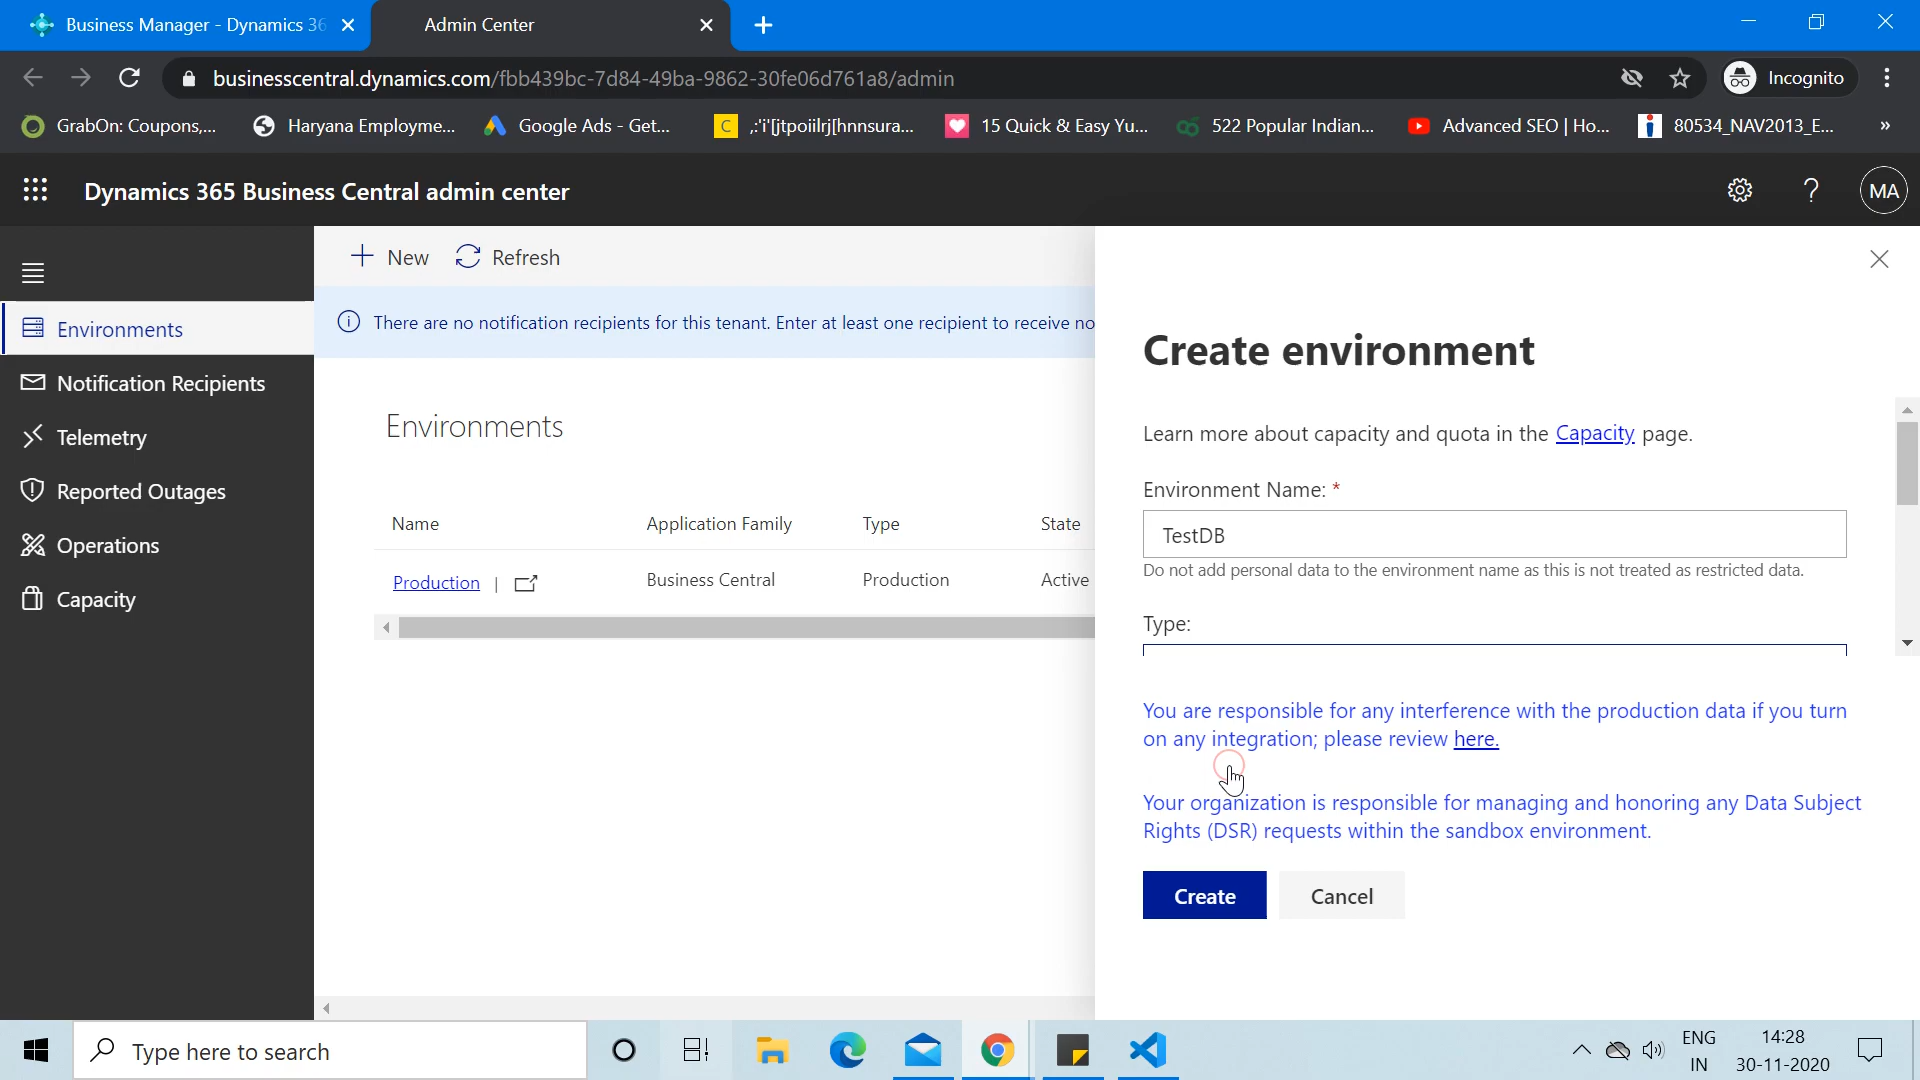 Business Manager - Dynamics 36
Admin Center
businesscentral.dynamics.com/fbb439bc-7d84-49ba-9862-30fe06d761a8/admin
Incognito
GrabOn: Coupons,...
Haryana Employme...
Google Ads - Get...
C ,:'i'[jtpoiilrj[hnnsura...
15 Quick & Easy Yu...
522 Popular Indian...
Advanced SEO | Ho...
80534_NAV2013_E...
»
Dynamics 365 Business Central admin center
?
MA
Environments
Notification Recipients
Telemetry
Reported Outages
Operations
Capacity
New
Refresh
There are no notification recipients for this tenant. Enter at least one recipient to receive no
Environments
Name Application Family Type State
Production | Business Central Production Active
Create environment
Learn more about capacity and quota in the Capacity page.
Environment Name: *
TestDB
Do not add personal data to the environment name as this is not treated as restricted data.
Type:
You are responsible for any interference with the production data if you turn
on any integration; please review here.
Your organization is responsible for managing and honoring any Data Subject
Rights (DSR) requests within the sandbox environment.
Create
Cancel
Type here to search
ENG
IN
14:28
30-11-2020